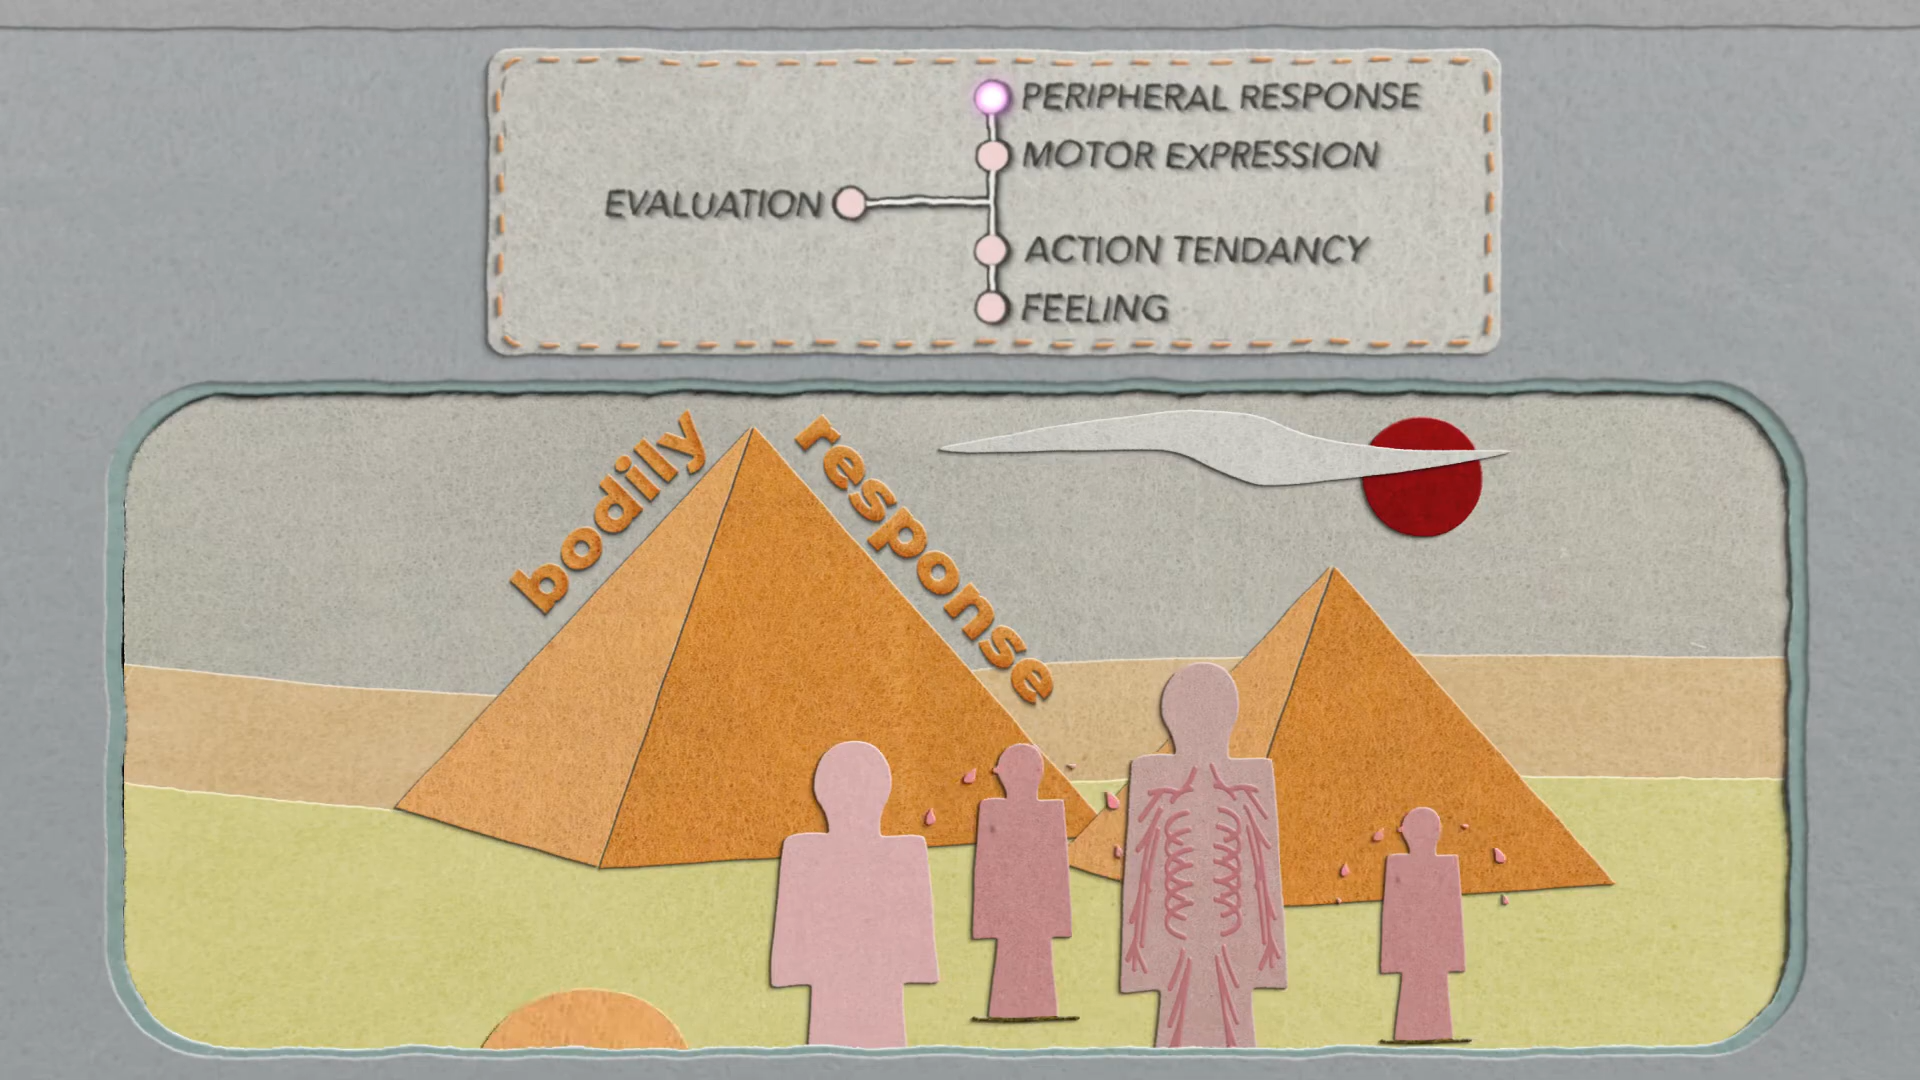 PERIPHERAL RESPONSE
MOTOR EXPRESSION
EVALUATION
ACTION TENDANCY
FEELING
bodily response